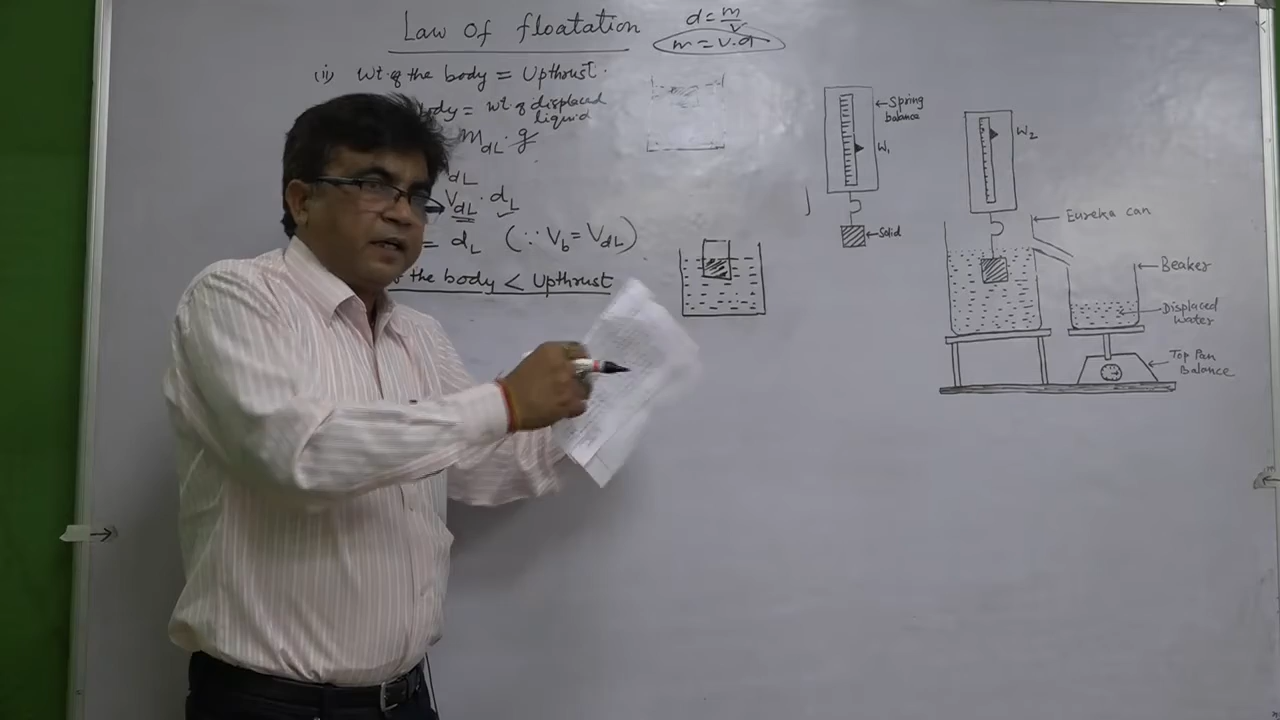 Law of floatation
d = m/v
m = v.d
(ii) Wt. of the body = Upthrust.
body = wt. of displaced
liquid
m_dL . g
dL
V_dL . d_L
= d_L (∵ V_b = V_dL)
the body < Upthrust
Spring
balance
W₁
Solid
W₂
Eureka can
Beaker
Displaced
water
Top Pan
Balance